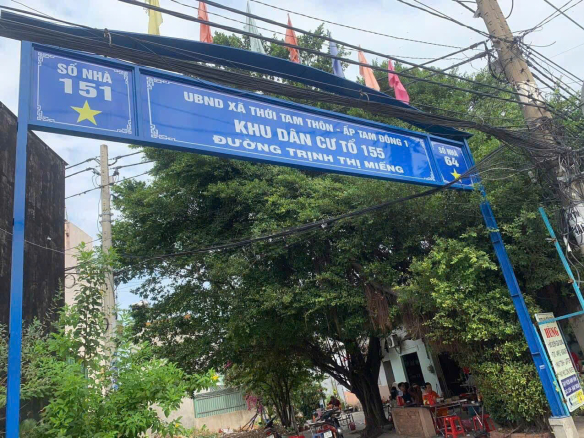 SỐ NHÀ
151
UBND XÃ THỚI TAM THÔN - ẤP TAM ĐÔNG 1
KHU DÂN CƯ TỔ 155
ĐƯỜNG TRỊNH THỊ MIẾNG
SỐ NHÀ
64
HÙNG